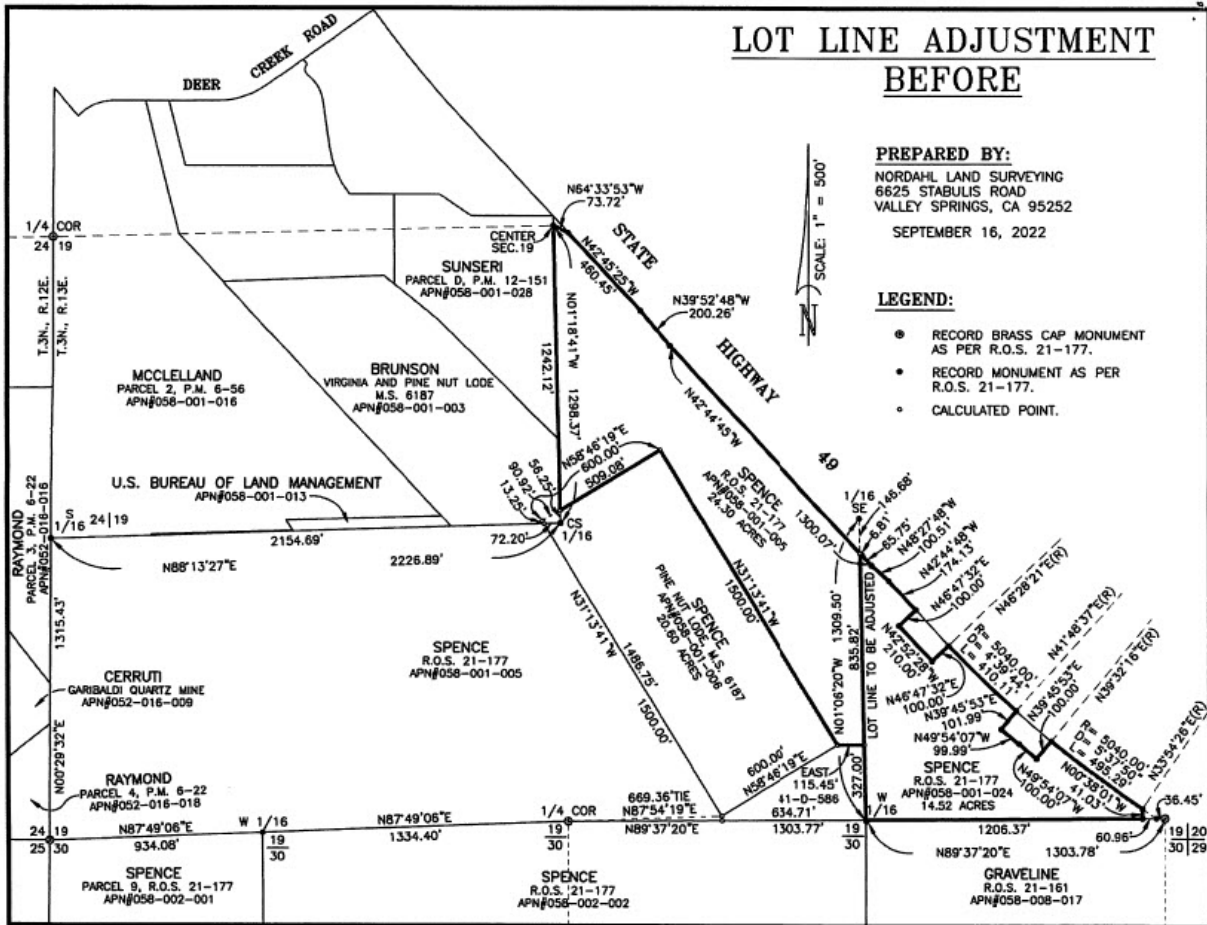 LOT LINE ADJUSTMENT
BEFORE
PREPARED BY:
NORDAHL LAND SURVEYING
6625 STABULIS ROAD
VALLEY SPRINGS, CA 95252
SEPTEMBER 16, 2022
SCALE: 1" = 500'
N
LEGEND:
RECORD BRASS CAP MONUMENT
AS PER R.O.S. 21-177.
RECORD MONUMENT AS PER
R.O.S. 21-177.
CALCULATED POINT.
DEER CREEK ROAD
STATE HIGHWAY 49
1/4 COR
24 19
T.3N., R.12E.
T.3N., R.13E.
CENTER
SEC.19
N64°33'53"W
73.72'
N42°45'25"W
460.45'
N39°52'48"W
200.26'
N42°44'45"W
1300.07'
SUNSERI
PARCEL D, P.M. 12-151
APN#058-001-028
N01°18'41"W 1298.37'
1242.12'
MCCLELLAND
PARCEL 2, P.M. 6-56
APN#058-001-016
BRUNSON
VIRGINIA AND PINE NUT LODE
M.S. 6187
APN#058-001-003
U.S. BUREAU OF LAND MANAGEMENT
APN#058-001-013
N58°46'19"E
600.00'
509.08'
56.25'
90.92'
13.25'
72.20'
CS
1/16
S
1/16 24|19
2154.69'
N88°13'27"E
2226.89'
RAYMOND
PARCEL 3, P.M. 6-22
APN#052-016-016
1315.43'
N00°29'32"E
SPENCE
R.O.S. 21-177
APN#058-001-005
24.30 ACRES
1/16
SE
146.68'
6.81'
65.75'
N48°27'48"W
100.51'
N42°44'48"W
174.13'
N46°47'32"E
100.00'
N46°28'21"E(R)
N42°52'28"W
210.00'
N46°47'32"E
100.00'
R= 5040.00'
D= 4°39'44"
L= 410.11'
N41°48'37"E(R)
N39°45'53"E
100.00
N39°32'16"E(R)
N39°45'53"E
101.99'
N49°54'07"W
99.99'
N49°54'07"W
100.00'
R= 5040.00'
D= 5°37'50"
L= 495.29'
N33°54'26"E(R)
N00°38'01"W
41.03'
36.45'
60.96'
N01°06'20"W 1309.50'
835.82'
LOT LINE TO BE ADJUSTED
327.00'
SPENCE
PINE NUT LODE, M.S. 6187
APN#058-001-006
20.60 ACRES
N31°13'41"W
1500.00'
N31°13'41"W
1486.75'
1500.00'
600.00'
N58°46'19"E
EAST
115.45'
41-D-586
634.71'
SPENCE
R.O.S. 21-177
APN#058-001-005
SPENCE
R.O.S. 21-177
APN#058-001-024
14.52 ACRES
CERRUTI
GARIBALDI QUARTZ MINE
APN#052-016-009
RAYMOND
PARCEL 4, P.M. 6-22
APN#052-016-018
24 19
25 30
N87°49'06"E
934.08'
W 1/16
19
30
N87°49'06"E
1334.40'
1/4 COR
19
30
669.36'TIE
N87°54'19"E
N89°37'20"E
1303.77'
19
30
W
1/16
1206.37'
N89°37'20"E 1303.78'
19|20
30|29
SPENCE
PARCEL 9, R.O.S. 21-177
APN#058-002-001
SPENCE
R.O.S. 21-177
APN#058-002-002
GRAVELINE
R.O.S. 21-161
APN#058-008-017